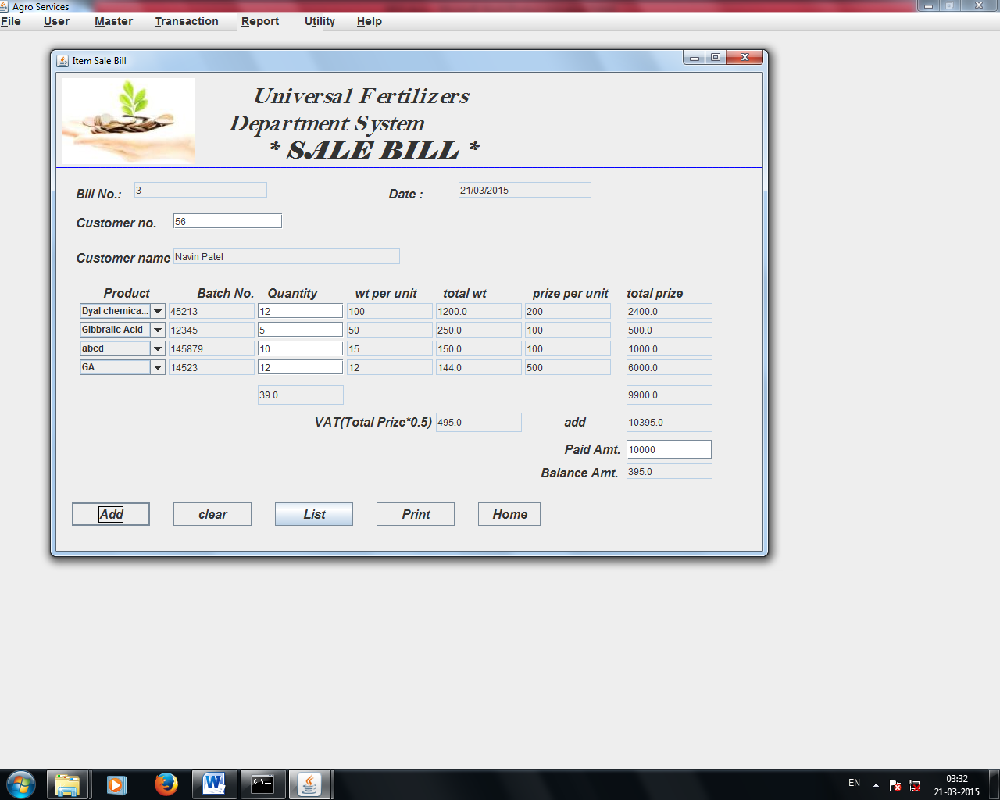 Agro Services
File User Master Transaction Report Utility Help
Item Sale Bill
Universal Fertilizers
Department System
* SALE BILL *
Bill No.: 3 Date : 21/03/2015
Customer no. 56
Customer name Navin Patel
Product Batch No. Quantity wt per unit total wt prize per unit total prize
Dyal chemica... 45213 12 100 1200.0 200 2400.0
Gibbralic Acid 12345 5 50 250.0 100 500.0
abcd 145879 10 15 150.0 100 1000.0
GA 14523 12 12 144.0 500 6000.0
39.0 9900.0
VAT(Total Prize*0.5) 495.0 add 10395.0
Paid Amt. 10000
Balance Amt. 395.0
Add clear List Print Home
EN 03:32
21-03-2015